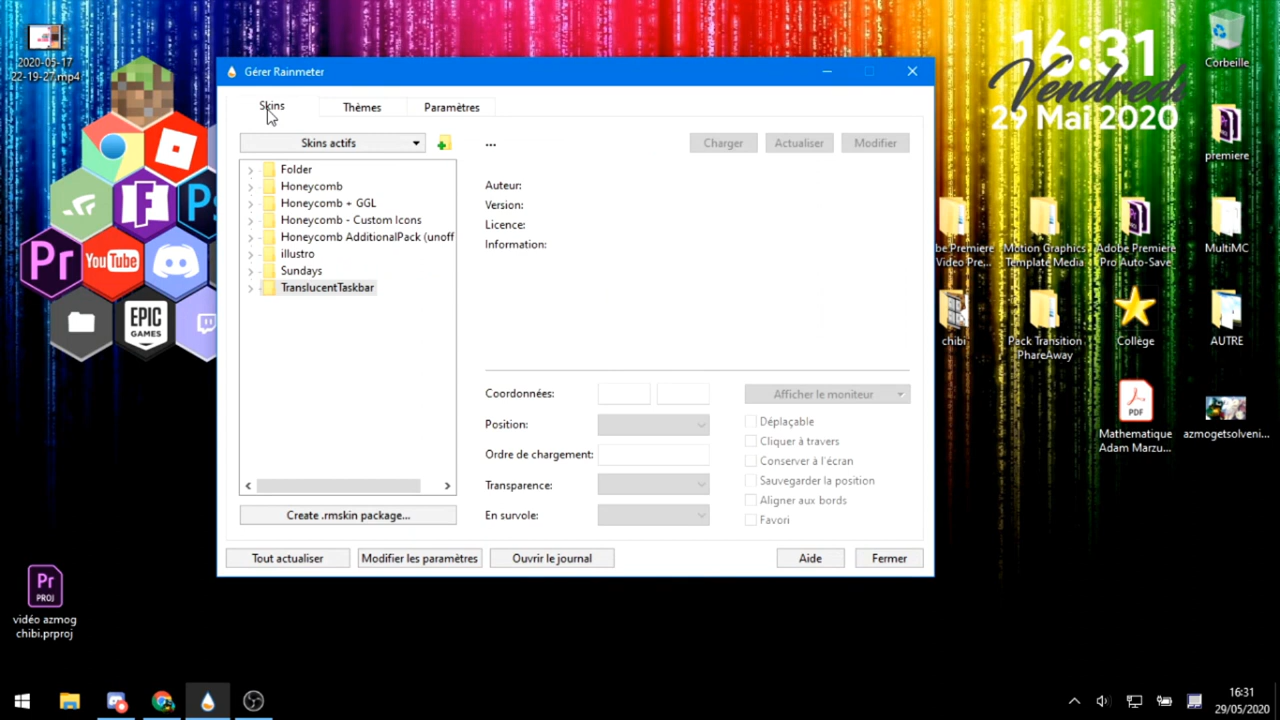 2020-05-17
22-19-27.mp4
Ps
Pr
YouTube
EPIC
GAMES
Pr
PROJ
vidéo azmog
chibi.prproj
Gérer Rainmeter
Skins
Thèmes
Paramètres
Skins actifs
...
Charger
Actualiser
Modifier
Folder
Honeycomb
Honeycomb + GGL
Honeycomb - Custom Icons
Honeycomb AdditionalPack (unoff
illustro
Sundays
TranslucentTaskbar
Auteur:
Version:
Licence:
Information:
Coordonnées:
Position:
Ordre de chargement:
Transparence:
En survole:
Afficher le moniteur
Déplaçable
Cliquer à travers
Conserver à l'écran
Sauvegarder la position
Aligner aux bords
Favori
Create .rmskin package...
Tout actualiser
Modifier les paramètres
Ouvrir le journal
Aide
Fermer
16:31
Vendredi
29 Mai 2020
Corbeille
premiere
be Premiere
Video Pre...
Motion Graphics
Template Media
Adobe Premiere
Pro Auto-Save
MultiMC
chibi
Pack Transition
PhareAway
Collège
AUTRE
PDF
Mathematique
Adam Marzu...
azmogetsolveni...
16:31
29/05/2020